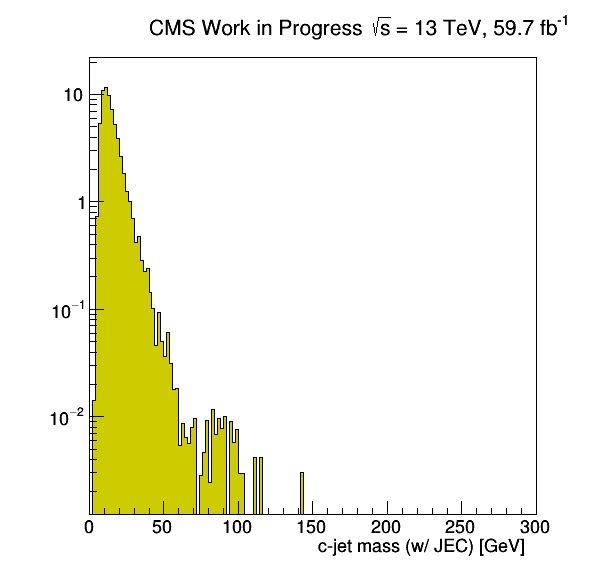 CMS Work in Progress √s = 13 TeV, 59.7 fb⁻¹
10
1
10⁻¹
10⁻²
0 50 100 150 200 250 300
c-jet mass (w/ JEC) [GeV]